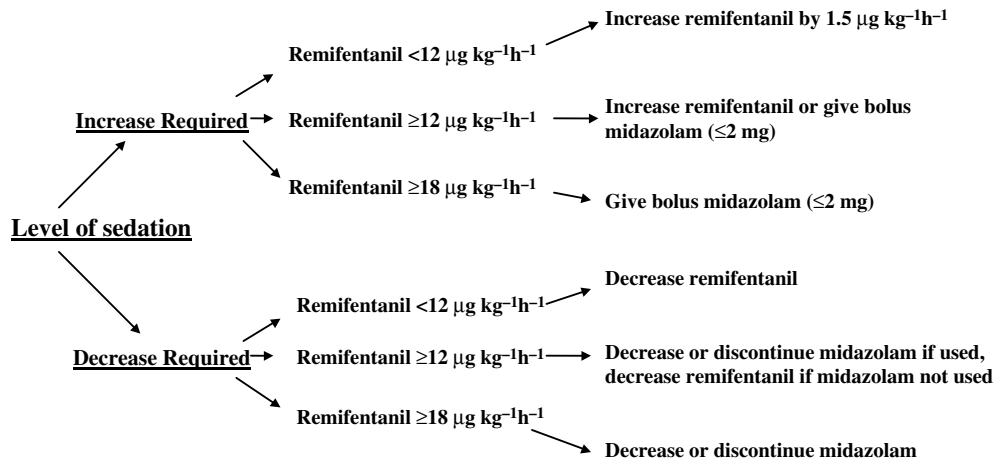 Increase remifentanil by 1.5 µg kg⁻¹h⁻¹
Remifentanil <12 µg kg⁻¹h⁻¹
Increase Required
Remifentanil ≥12 µg kg⁻¹h⁻¹
Increase remifentanil or give bolus
midazolam (≤2 mg)
Remifentanil ≥18 µg kg⁻¹h⁻¹
Give bolus midazolam (≤2 mg)
Level of sedation
Decrease remifentanil
Remifentanil <12 µg kg⁻¹h⁻¹
Decrease Required
Remifentanil ≥12 µg kg⁻¹h⁻¹
Decrease or discontinue midazolam if used,
decrease remifentanil if midazolam not used
Remifentanil ≥18 µg kg⁻¹h⁻¹
Decrease or discontinue midazolam